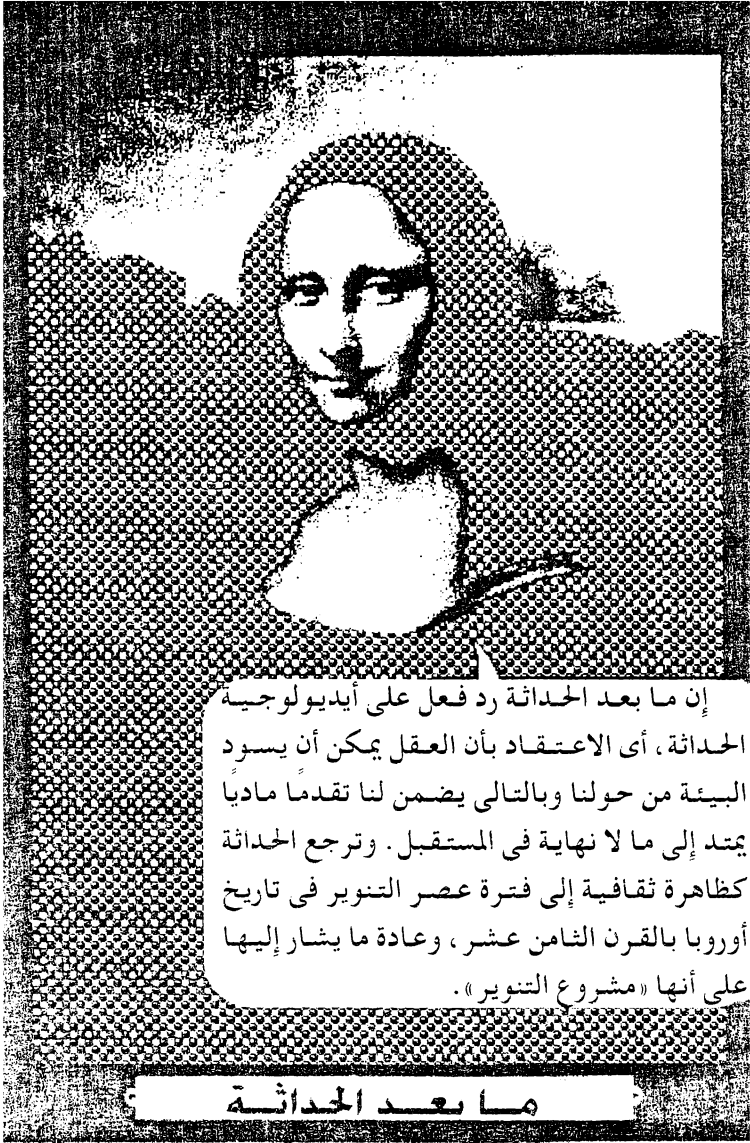 إن ما بعد الحداثة رد فعل على أيديولوجية
الحداثة، أى الاعتقاد بأن العقل يمكن أن يسود
البيئة من حولنا وبالتالى يضمن لنا تقدمًا ماديًا
يمتد إلى ما لا نهاية فى المستقبل. وترجع الحداثة
كظاهرة ثقافية إلى فترة عصر التنوير فى تاريخ
أوروبا بالقرن الثامن عشر، وعادة ما يشار إليها
على أنها «مشروع التنوير».
ما بعد الحداثة